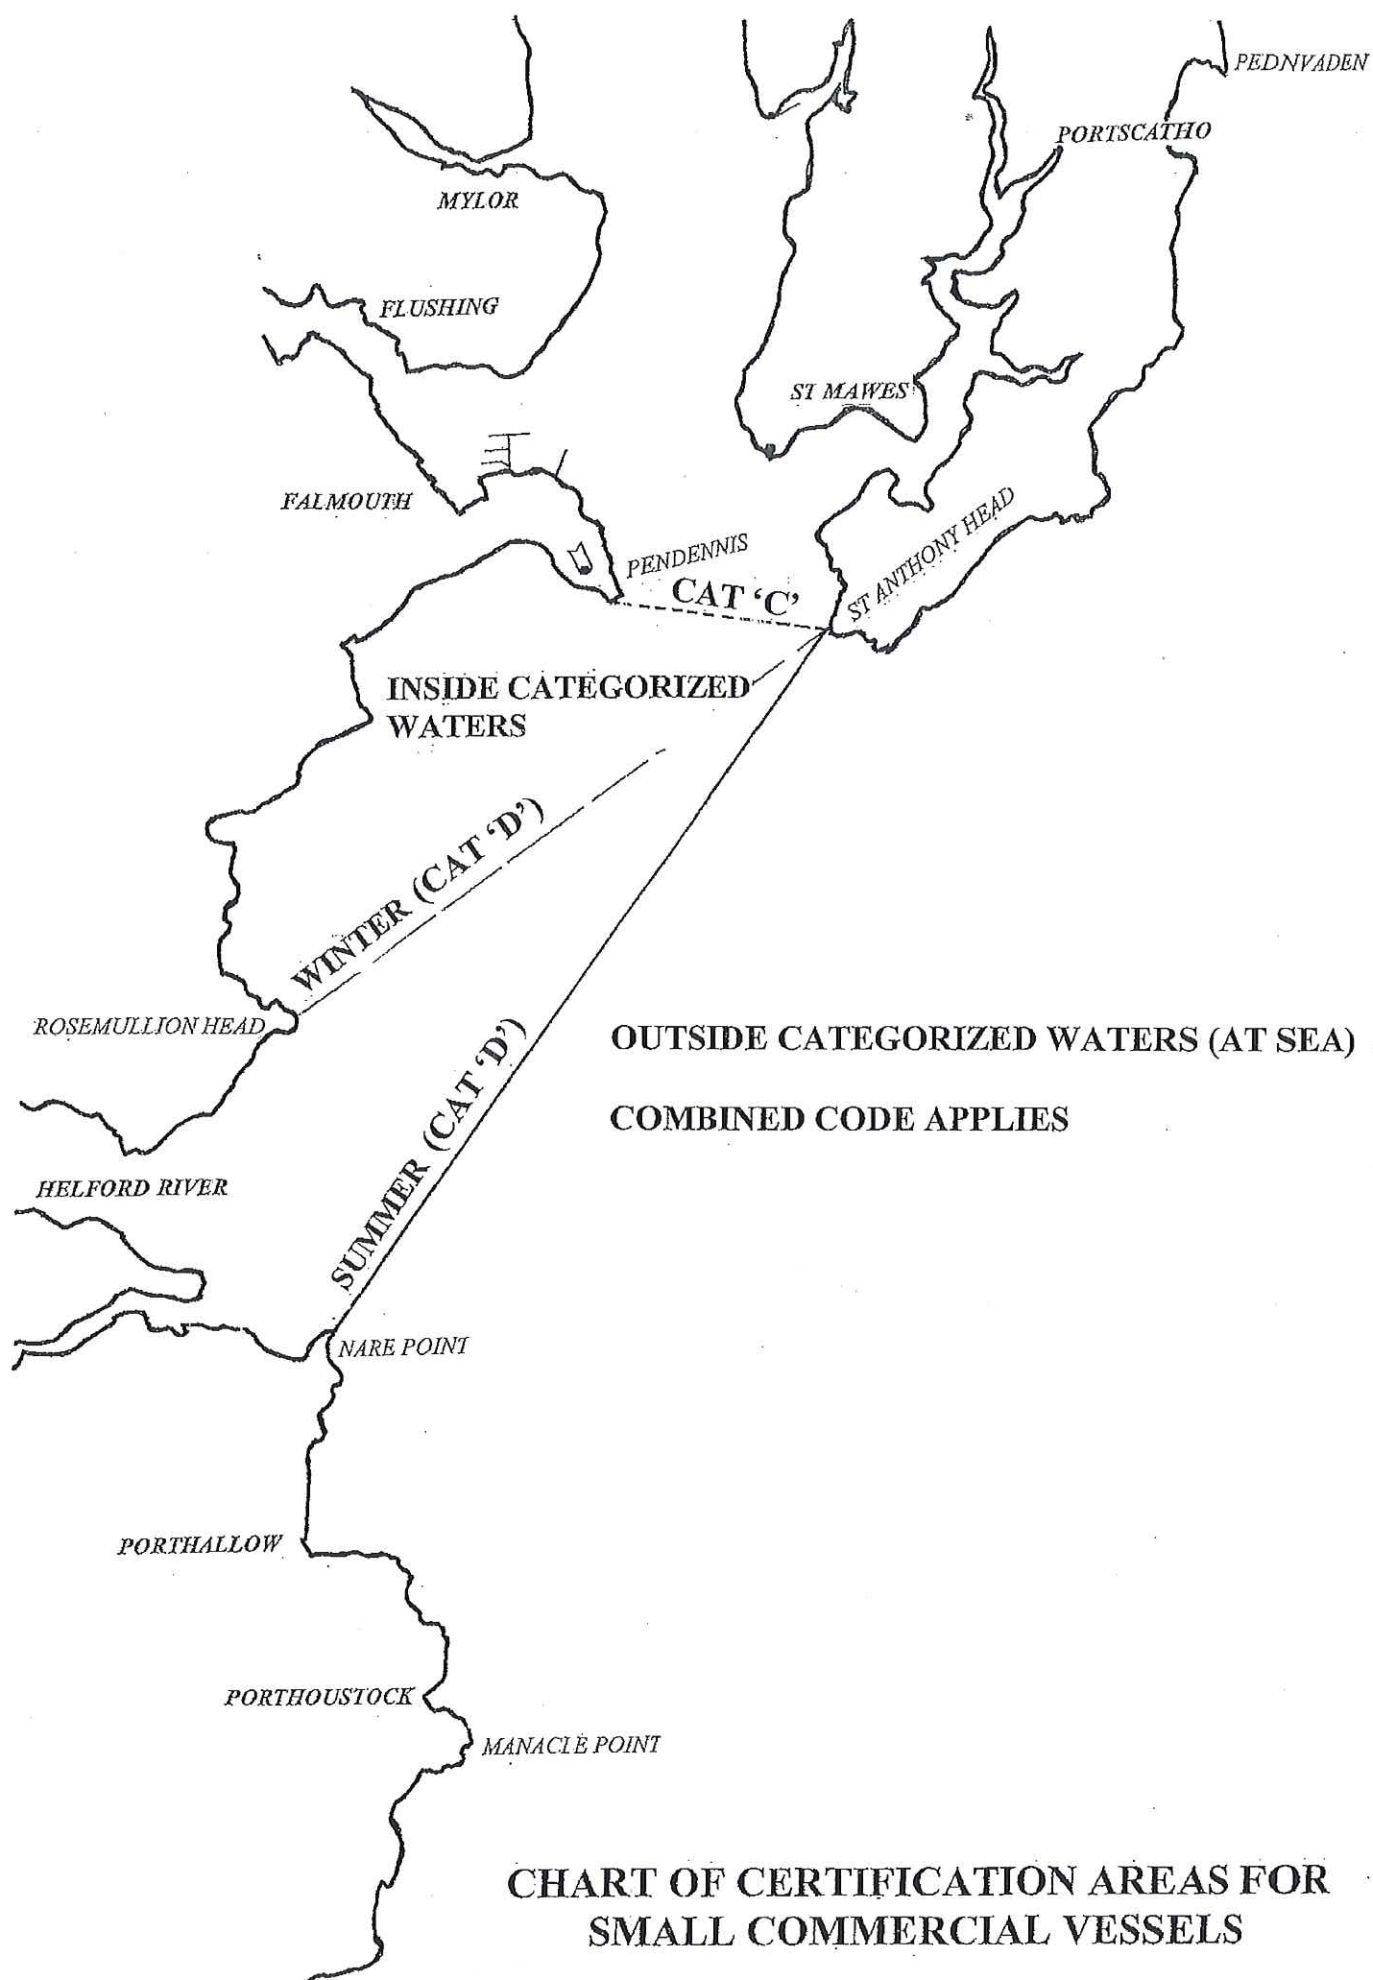 PEDNVADEN
PORTSCATHO
MYLOR
FLUSHING
ST MAWES
FALMOUTH
PENDENNIS
ST ANTHONY HEAD
CAT ‘C’
INSIDE CATEGORIZED
WATERS
WINTER (CAT ‘D’)
ROSEMULLION HEAD
SUMMER (CAT ‘D’)
OUTSIDE CATEGORIZED WATERS (AT SEA)
COMBINED CODE APPLIES
HELFORD RIVER
NARE POINT
PORTHALLOW
PORTHOUSTOCK
MANACLE POINT
CHART OF CERTIFICATION AREAS FOR
SMALL COMMERCIAL VESSELS